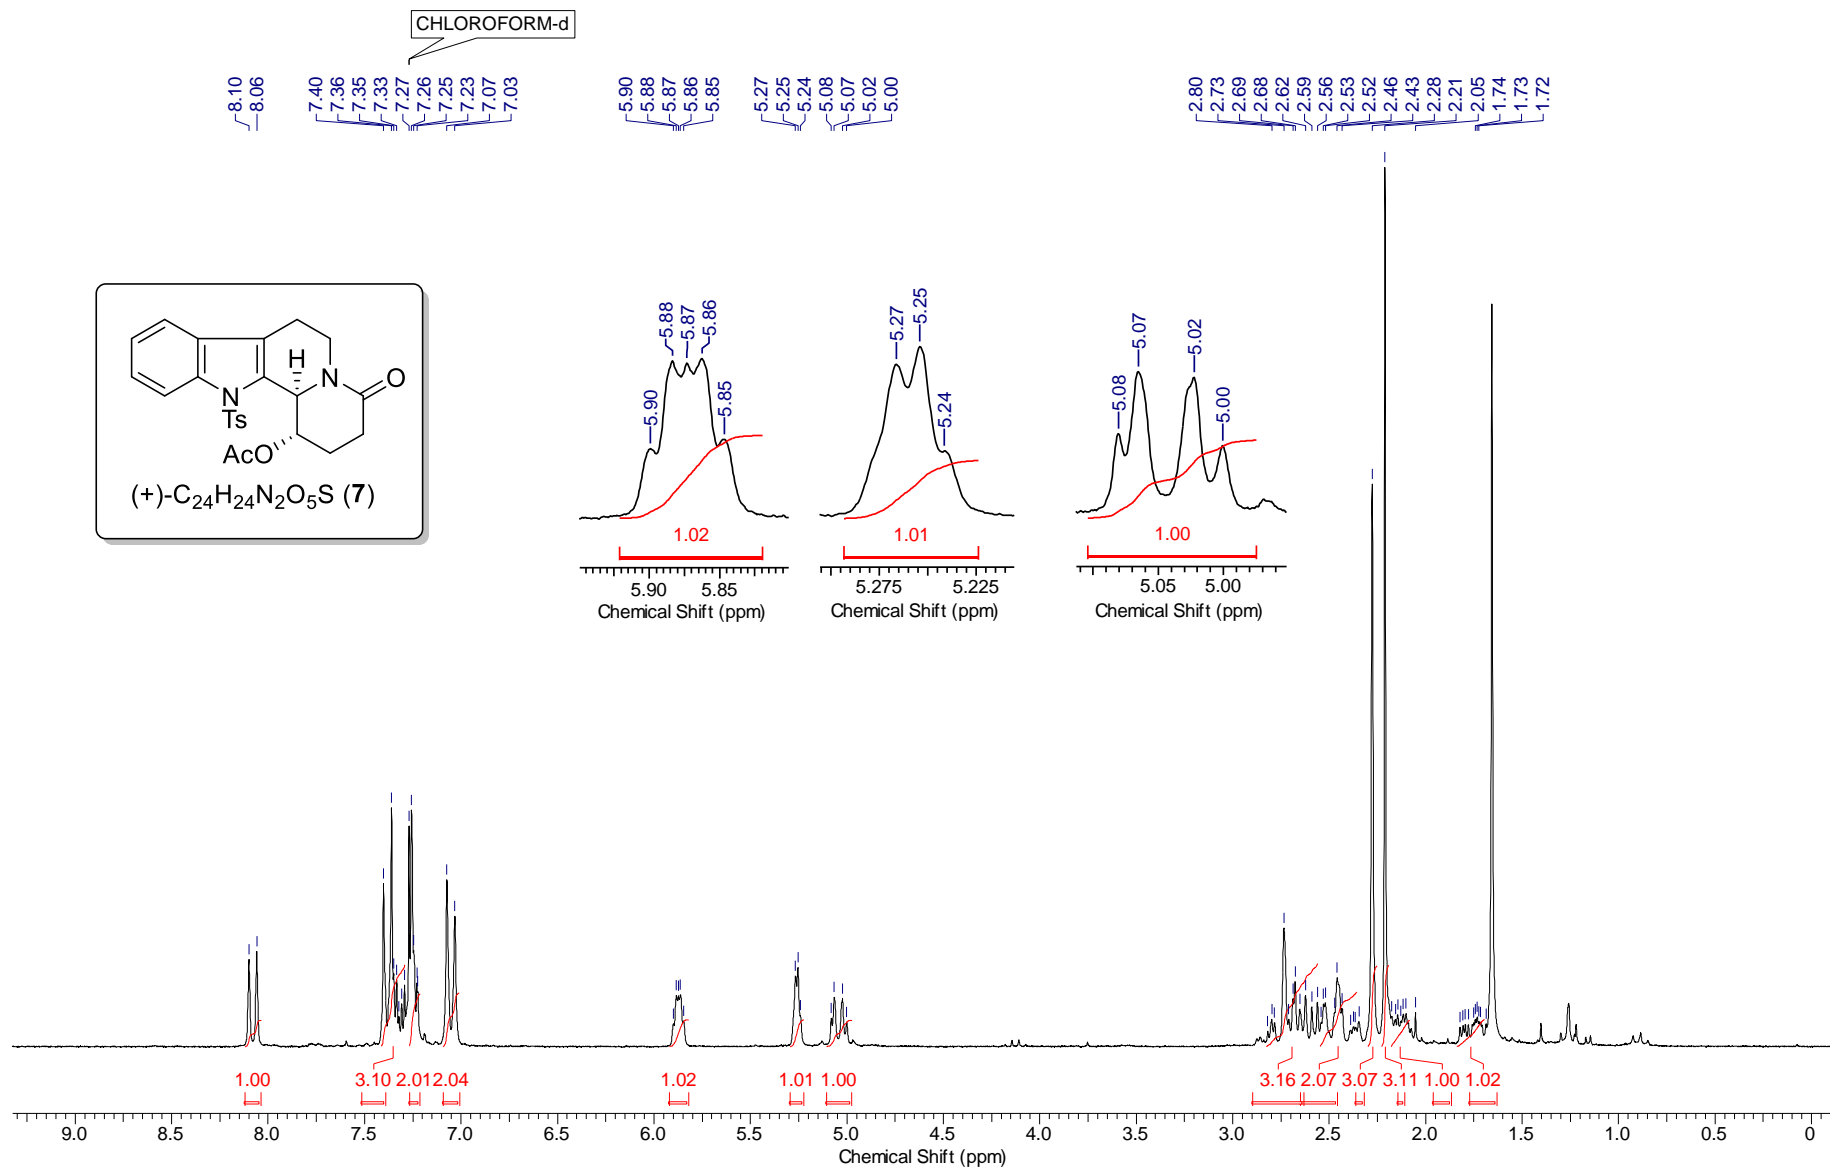 CHLOROFORM-d
8.10 8.06 7.40 7.36 7.35 7.33 7.27 7.26 7.25 7.23 7.07 7.03 5.90 5.88 5.87 5.86 5.85 5.27 5.25 5.24 5.08 5.07 5.02 5.00 2.80 2.73 2.69 2.68 2.62 2.59 2.56 2.53 2.52 2.46 2.43 2.28 2.21 2.05 1.74 1.73 1.72
H
N
O
N
Ts
AcO
(+)-C24H24N2O5S (7)
5.90 5.88 5.87 5.86 5.85
1.02
5.90 5.85
Chemical Shift (ppm)
5.27 5.25 5.24
1.01
5.275 5.225
Chemical Shift (ppm)
5.08 5.07 5.02 5.00
1.00
5.05 5.00
Chemical Shift (ppm)
1.00 3.10 2.01 2.04 1.02 1.01 1.00 3.16 2.07 3.07 3.11 1.00 1.02
9.0 8.5 8.0 7.5 7.0 6.5 6.0 5.5 5.0 4.5 4.0 3.5 3.0 2.5 2.0 1.5 1.0 0.5 0
Chemical Shift (ppm)